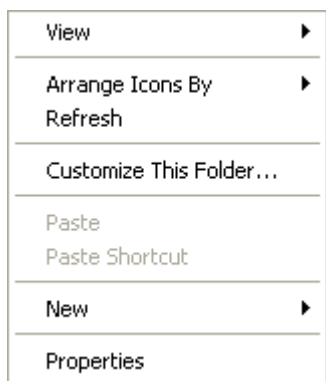 View
Arrange Icons By
Refresh
Customize This Folder...
Paste
Paste Shortcut
New
Properties